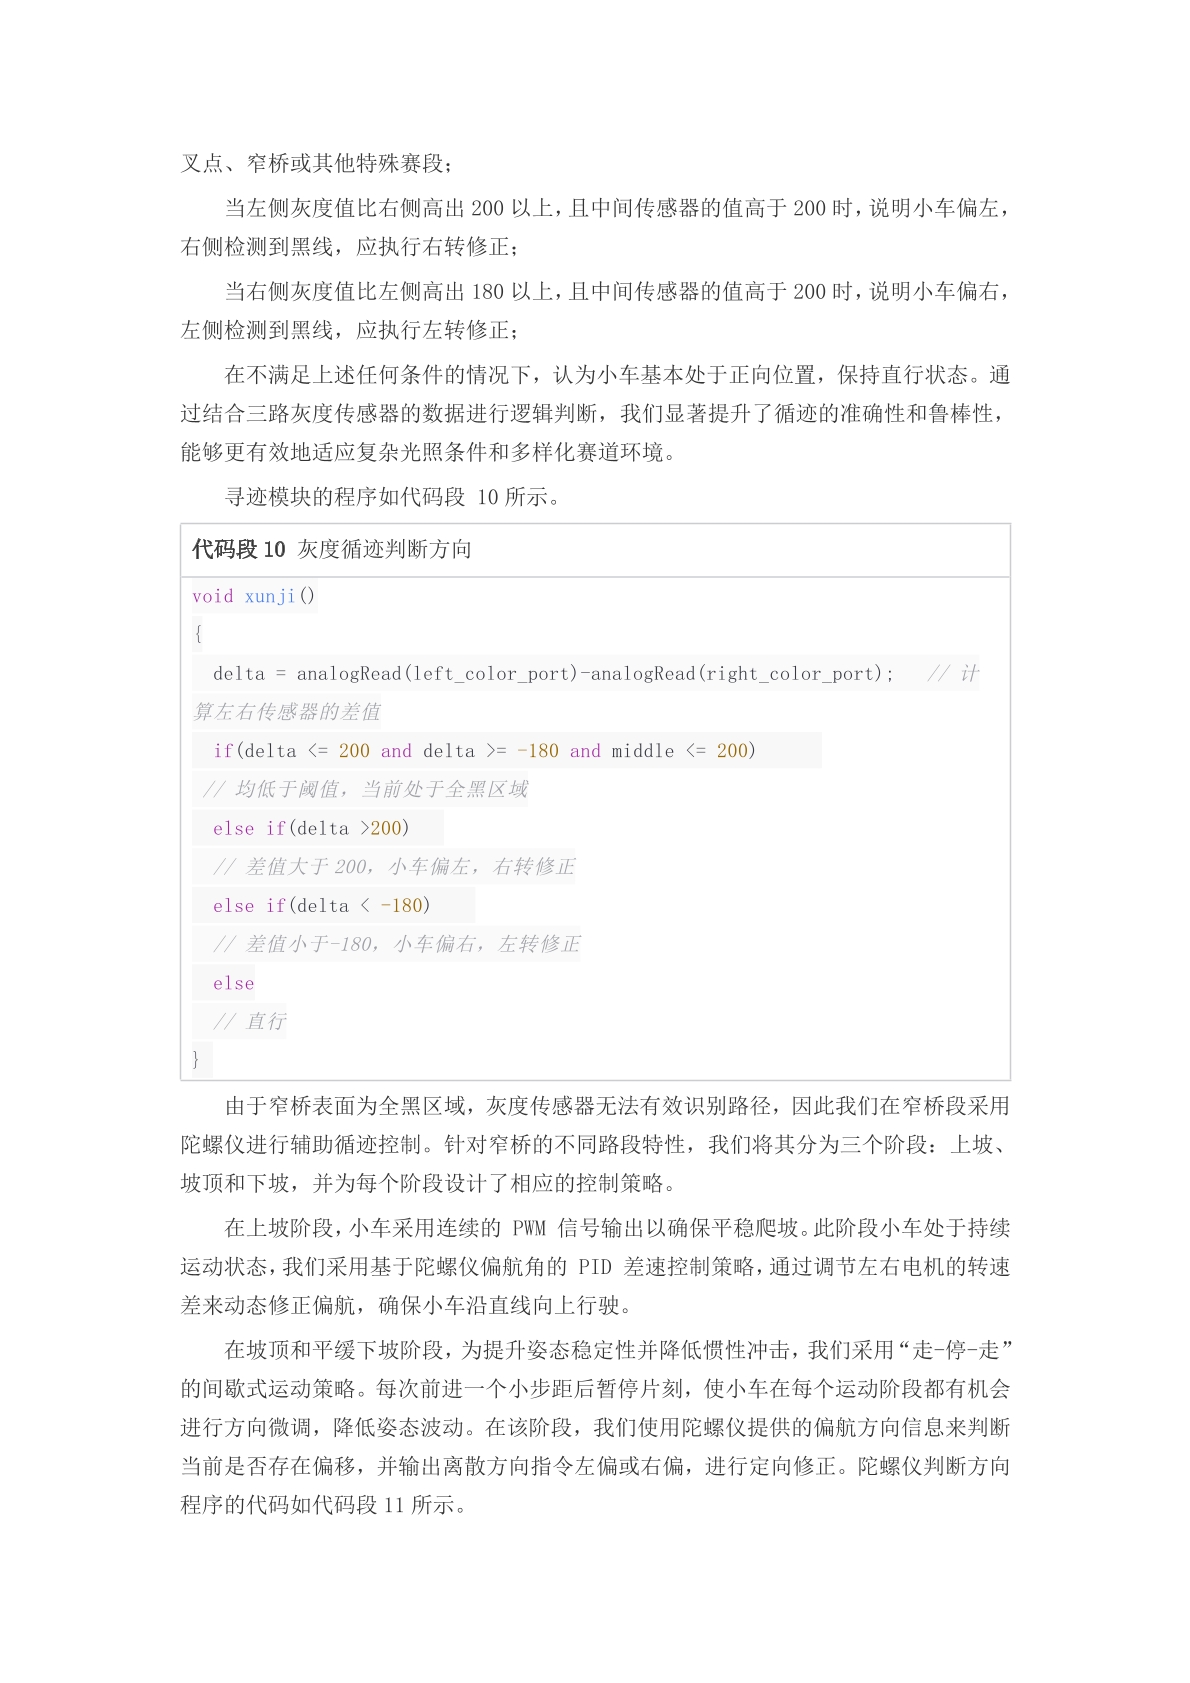 叉点、窄桥或其他特殊赛段；
当左侧灰度值比右侧高出 200 以上，且中间传感器的值高于 200 时，说明小车偏左，
右侧检测到黑线，应执行右转修正；
当右侧灰度值比左侧高出 180 以上，且中间传感器的值高于 200 时，说明小车偏右，
左侧检测到黑线，应执行左转修正；
在不满足上述任何条件的情况下，认为小车基本处于正向位置，保持直行状态。通
过结合三路灰度传感器的数据进行逻辑判断，我们显著提升了循迹的准确性和鲁棒性，
能够更有效地适应复杂光照条件和多样化赛道环境。
寻迹模块的程序如代码段 10 所示。
代码段 10 灰度循迹判断方向
void xunji()
{
  delta = analogRead(left_color_port)-analogRead(right_color_port);   // 计
算左右传感器的差值
  if(delta <= 200 and delta >= -180 and middle <= 200)
 // 均低于阈值，当前处于全黑区域
  else if(delta >200)
  // 差值大于 200，小车偏左，右转修正
  else if(delta < -180)
  // 差值小于-180，小车偏右，左转修正
  else
  // 直行
}
由于窄桥表面为全黑区域，灰度传感器无法有效识别路径，因此我们在窄桥段采用
陀螺仪进行辅助循迹控制。针对窄桥的不同路段特性，我们将其分为三个阶段：上坡、
坡顶和下坡，并为每个阶段设计了相应的控制策略。
在上坡阶段，小车采用连续的 PWM 信号输出以确保平稳爬坡。此阶段小车处于持续
运动状态，我们采用基于陀螺仪偏航角的 PID 差速控制策略，通过调节左右电机的转速
差来动态修正偏航，确保小车沿直线向上行驶。
在坡顶和平缓下坡阶段，为提升姿态稳定性并降低惯性冲击，我们采用“走-停-走”
的间歇式运动策略。每次前进一个小步距后暂停片刻，使小车在每个运动阶段都有机会
进行方向微调，降低姿态波动。在该阶段，我们使用陀螺仪提供的偏航方向信息来判断
当前是否存在偏移，并输出离散方向指令左偏或右偏，进行定向修正。陀螺仪判断方向
程序的代码如代码段 11 所示。